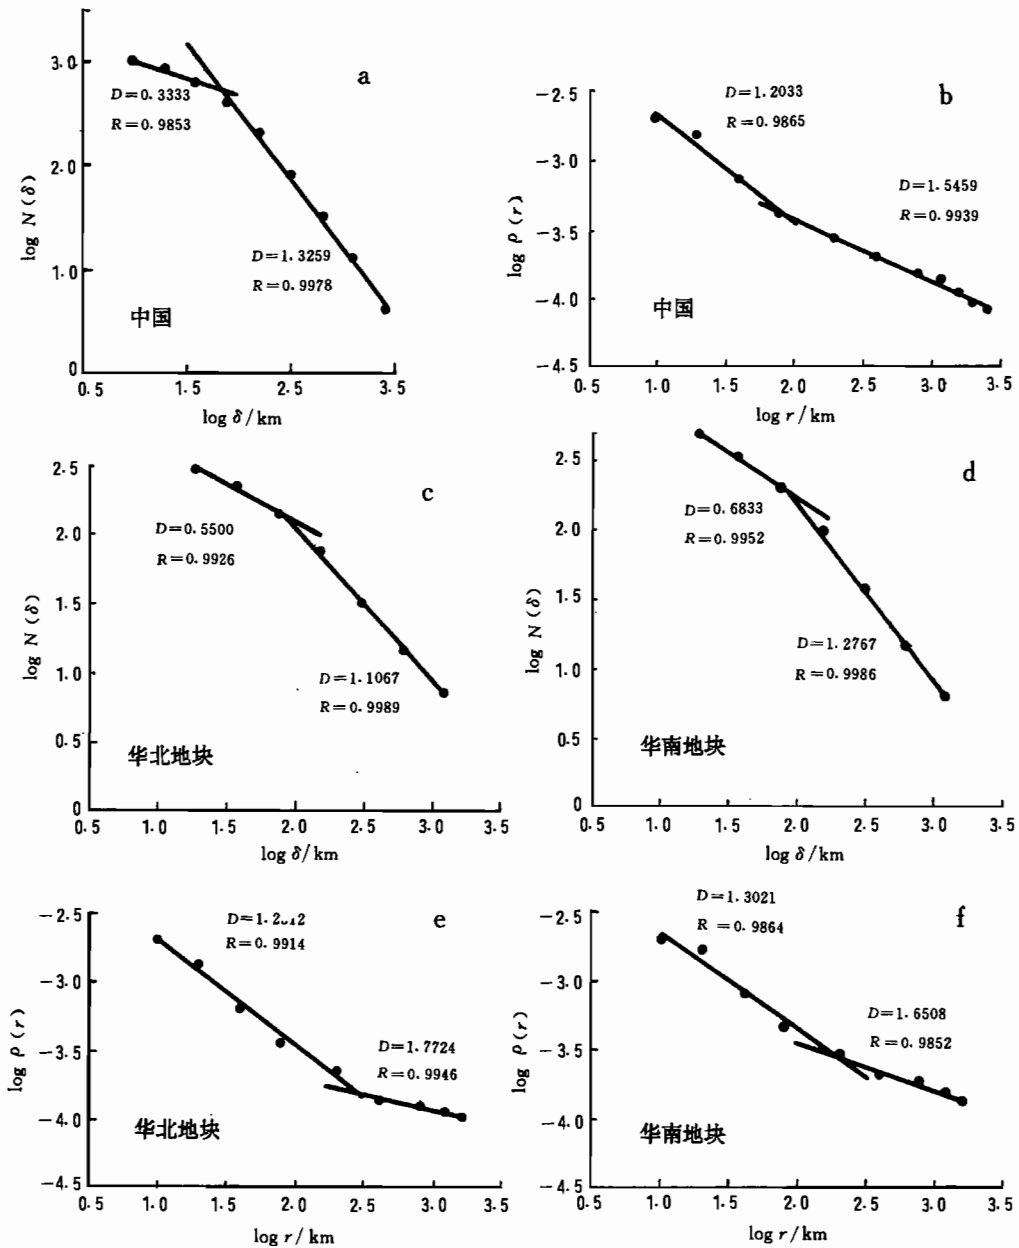 a
3.0
2.0
1.0
0
0.5
1.5
2.5
3.5
log N(δ)
log δ/km
D=0.3333
R=0.9853
D=1.3259
R=0.9978
中国
b
-2.5
-3.0
-3.5
-4.0
-4.5
0.5
1.0
1.5
2.0
2.5
3.0
3.5
log ρ(r)
log r/km
D=1.2033
R=0.9865
D=1.5459
R=0.9939
中国
c
2.5
2.0
1.5
1.0
0.5
0
0.5
1.0
1.5
2.0
2.5
3.0
3.5
log N(δ)
log δ/km
D=0.5500
R=0.9926
D=1.1067
R=0.9989
华北地块
d
2.5
2.0
1.5
1.0
0.5
0
0.5
1.0
1.5
2.0
2.5
3.0
3.5
log N(δ)
log δ/km
D=0.6833
R=0.9952
D=1.2767
R=0.9986
华南地块
e
-2.5
-3.0
-3.5
-4.0
-4.5
0.5
1.0
1.5
2.0
2.5
3.0
3.5
log ρ(r)
log r/km
R=0.9914
D=1.7724
R=0.9946
华北地块
f
-2.5
-3.0
-3.5
-4.0
-4.5
0.5
1.0
1.5
2.0
2.5
3.0
3.5
log ρ(r)
log r/km
D=1.3021
R=0.9864
D=1.6508
R=0.9852
华南地块